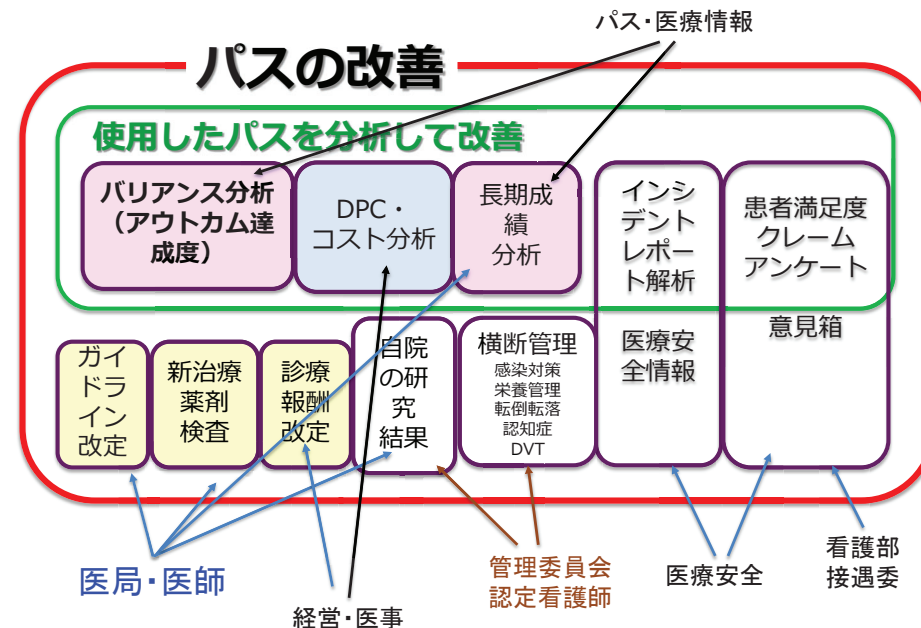 パス・医療情報
パスの改善
使用したパスを分析して改善
バリアンス分析
（アウトカム達
成度）
DPC・
コスト分析
長期成
績
分析
インシ
デント
レポー
ト解析
医療安
全情報
患者満足度
クレーム
アンケート
意見箱
ガイ
ドラ
イン
改定
新治療
薬剤
検査
診療
報酬
改定
自院
の研
究
結果
横断管理
感染対策
栄養管理
転倒転落
認知症
DVT
医局・医師
経営・医事
管理委員会
認定看護師
医療安全
看護部
接遇委